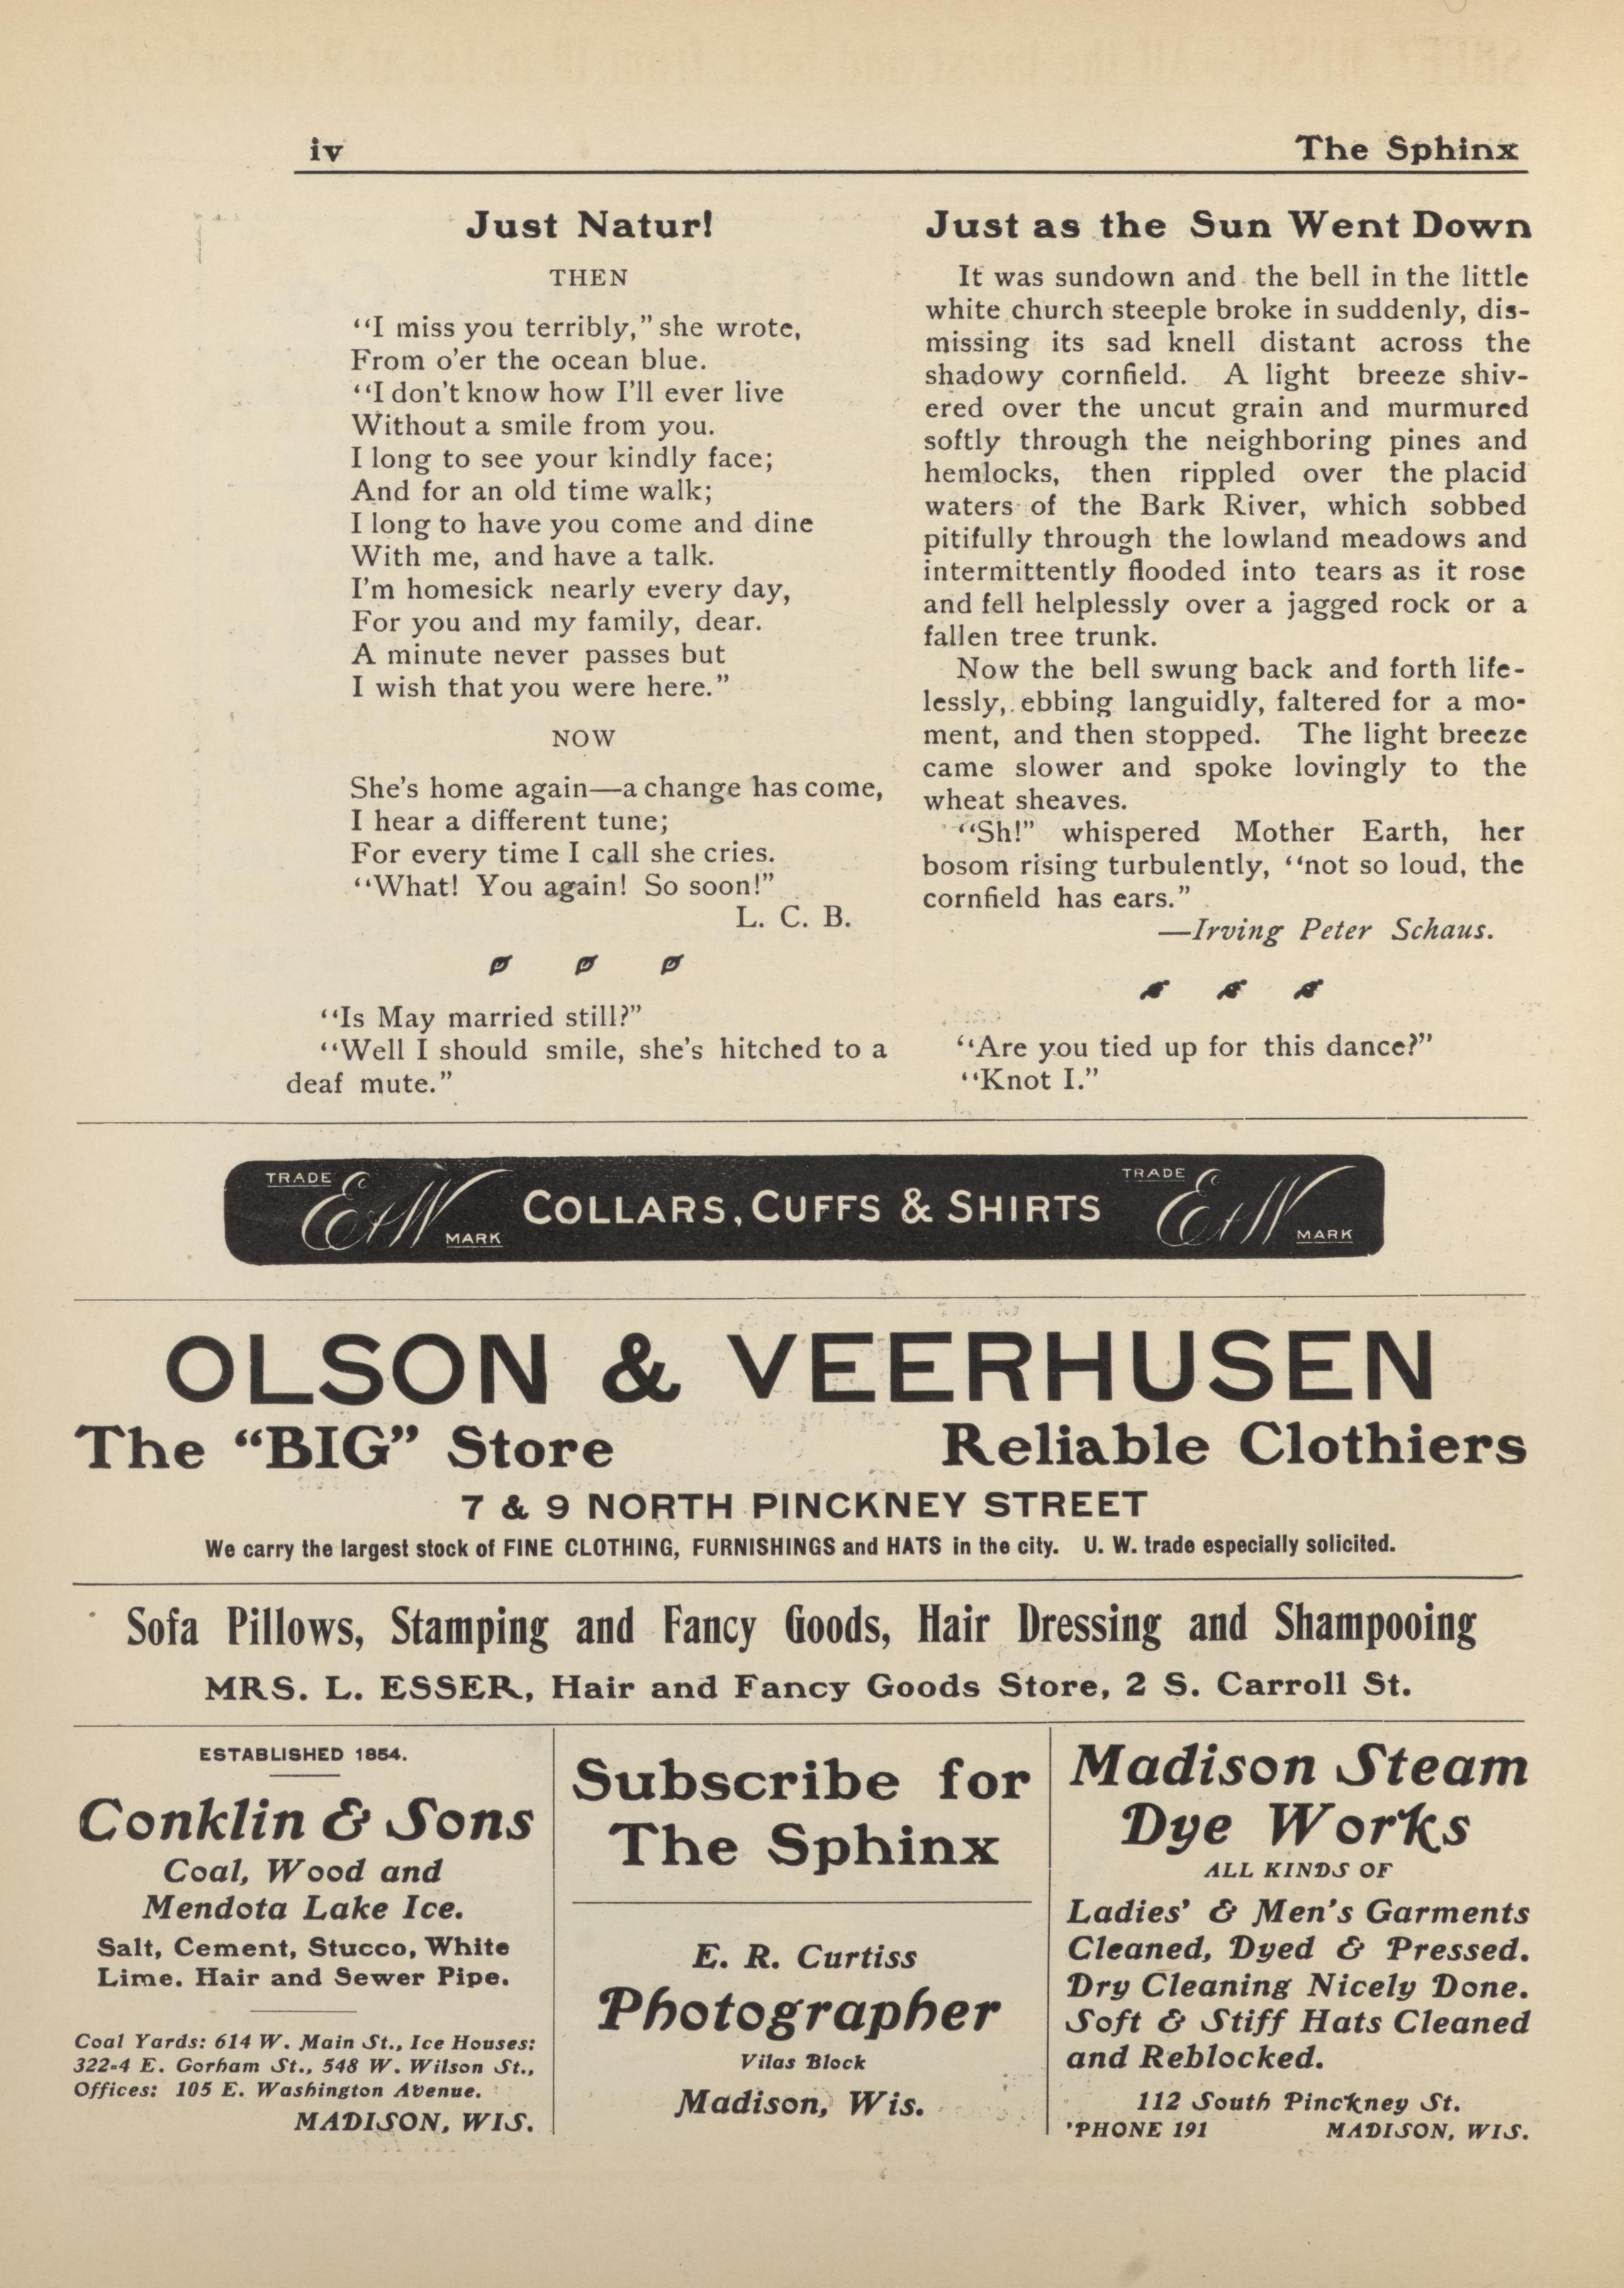 iv
The Sphinx
Just Natur!
THEN
“I miss you terribly,” she wrote,
From o'er the ocean blue.
“I don't know how I'll ever live
Without a smile from you.
I long to see your kindly face;
And for an old time walk;
I long to have you come and dine
With me, and have a talk.
I'm homesick nearly every day,
For you and my family, dear.
A minute never passes but
I wish that you were here.”
NOW
She's home again—a change has come,
I hear a different tune;
For every time I call she cries.
“What! You again! So soon!”
L. C. B.
“Is May married still?”
“Well I should smile, she's hitched to a
deaf mute.”
Just as the Sun Went Down
It was sundown and the bell in the little
white church steeple broke in suddenly, dis-
missing its sad knell distant across the
shadowy cornfield. A light breeze shiv-
ered over the uncut grain and murmured
softly through the neighboring pines and
hemlocks, then rippled over the placid
waters of the Bark River, which sobbed
pitifully through the lowland meadows and
intermittently flooded into tears as it rose
and fell helplessly over a jagged rock or a
fallen tree trunk.
Now the bell swung back and forth life-
lessly, ebbing languidly, faltered for a mo-
ment, and then stopped. The light breeze
came slower and spoke lovingly to the
wheat sheaves.
“Sh!” whispered Mother Earth, her
bosom rising turbulently, “not so loud, the
cornfield has ears.”
—Irving Peter Schaus.
“Are you tied up for this dance?”
“Knot I.”
TRADE E&W MARK COLLARS, CUFFS & SHIRTS TRADE E&W MARK
OLSON & VEERHUSEN
The “BIG” Store Reliable Clothiers
7 & 9 NORTH PINCKNEY STREET
We carry the largest stock of FINE CLOTHING, FURNISHINGS and HATS in the city. U. W. trade especially solicited.
Sofa Pillows, Stamping and Fancy Goods, Hair Dressing and Shampooing
MRS. L. ESSER, Hair and Fancy Goods Store, 2 S. Carroll St.
ESTABLISHED 1854.
Conklin & Sons
Coal, Wood and
Mendota Lake Ice.
Salt, Cement, Stucco, White
Lime. Hair and Sewer Pipe.
Coal Yards: 614 W. Main St., Ice Houses:
322-4 E. Gorham St., 548 W. Wilson St.,
Offices: 105 E. Washington Avenue.
MADISON, WIS.
Subscribe for
The Sphinx
E. R. Curtiss
Photographer
Vilas Block
Madison, Wis.
Madison Steam
Dye Works
ALL KINDS OF
Ladies' & Men's Garments
Cleaned, Dyed & Pressed.
Dry Cleaning Nicely Done.
Soft & Stiff Hats Cleaned
and Reblocked.
112 South Pinckney St.
'PHONE 191 MADISON, WIS.